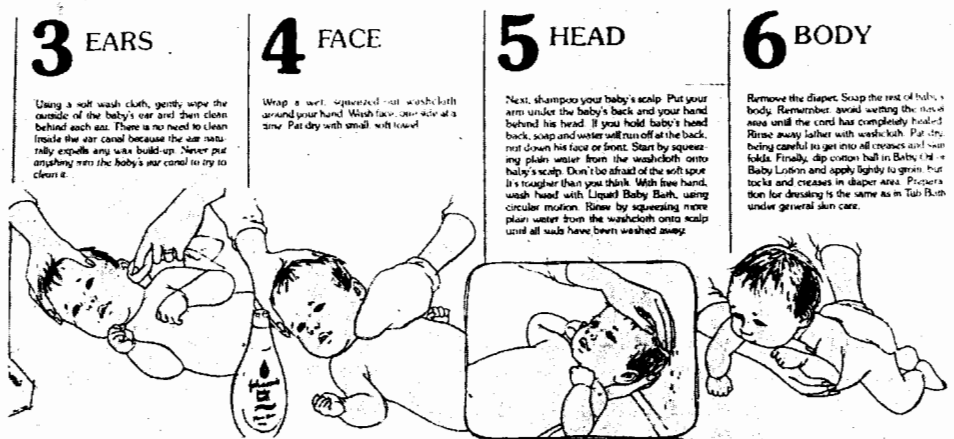 3 EARS
Using a soft wash cloth, gently wipe the
outside of the baby's ear and then clean
behind each ear. There is no need to clean
inside the ear canal because the ear natu-
rally expells any wax build-up. Never put
anything into the baby's ear canal to try to
clean it.
4 FACE
Wrap a wet, squeezed-out washcloth
around your hand. Wash face, one side at a
time. Pat dry with small, soft towel.
5 HEAD
Next, shampoo your baby's scalp. Put your
arm under the baby's back and your hand
behind his head. If you hold baby's head
back, soap and water will run off at the back,
not down his face or front. Start by squeez-
ing plain water from the washcloth onto
baby's scalp. Don't be afraid of the soft spot.
It's tougher than you think. With free hand,
wash head with Liquid Baby Bath, using
circular motion. Rinse by squeezing more
plain water from the washcloth onto scalp
until all suds have been washed away.
6 BODY
Remove the diaper. Soap the rest of baby's
body. Remember, avoid wetting the navel
area until the cord has completely healed.
Rinse away lather with washcloth. Pat dry,
being careful to get into all creases and skin
folds. Finally, dip cotton ball in Baby Oil or
Baby Lotion and apply lightly to groin, but-
tocks and creases in diaper area. Prepara-
tion for dressing is the same as in Tub Bath
under general skin care.
Johnson's